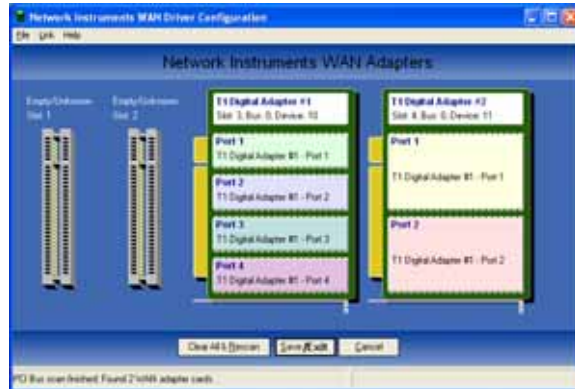 Network Instruments WAN Driver Configuration
File Link Help
Network Instruments WAN Adapters
Empty/Unknown
Slot 1
Empty/Unknown
Slot 2
T1 Digital Adapter #1
Slot 3, Bus 0, Device 10
Port 1
T1 Digital Adapter #1 - Port 1
Port 2
T1 Digital Adapter #1 - Port 2
Port 3
T1 Digital Adapter #1 - Port 3
Port 4
T1 Digital Adapter #1 - Port 4
T1 Digital Adapter #2
Slot 4, Bus 0, Device 11
Port 1
T1 Digital Adapter #1 - Port 1
Port 2
T1 Digital Adapter #1 - Port 2
Clear All & Rescan
Save/Exit
Cancel
PCI Bus scan finished. Found 2 WAN adapter cards.